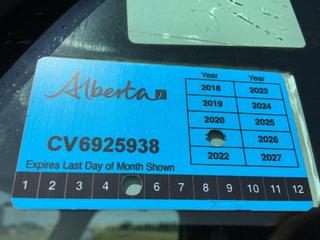 Alberta
Year Year
2018 2023
2019 2024
2020 2025
2026
2022 2027
CV6925938
Expires Last Day of Month Shown
1 2 3 4 6 7 8 9 10 11 12